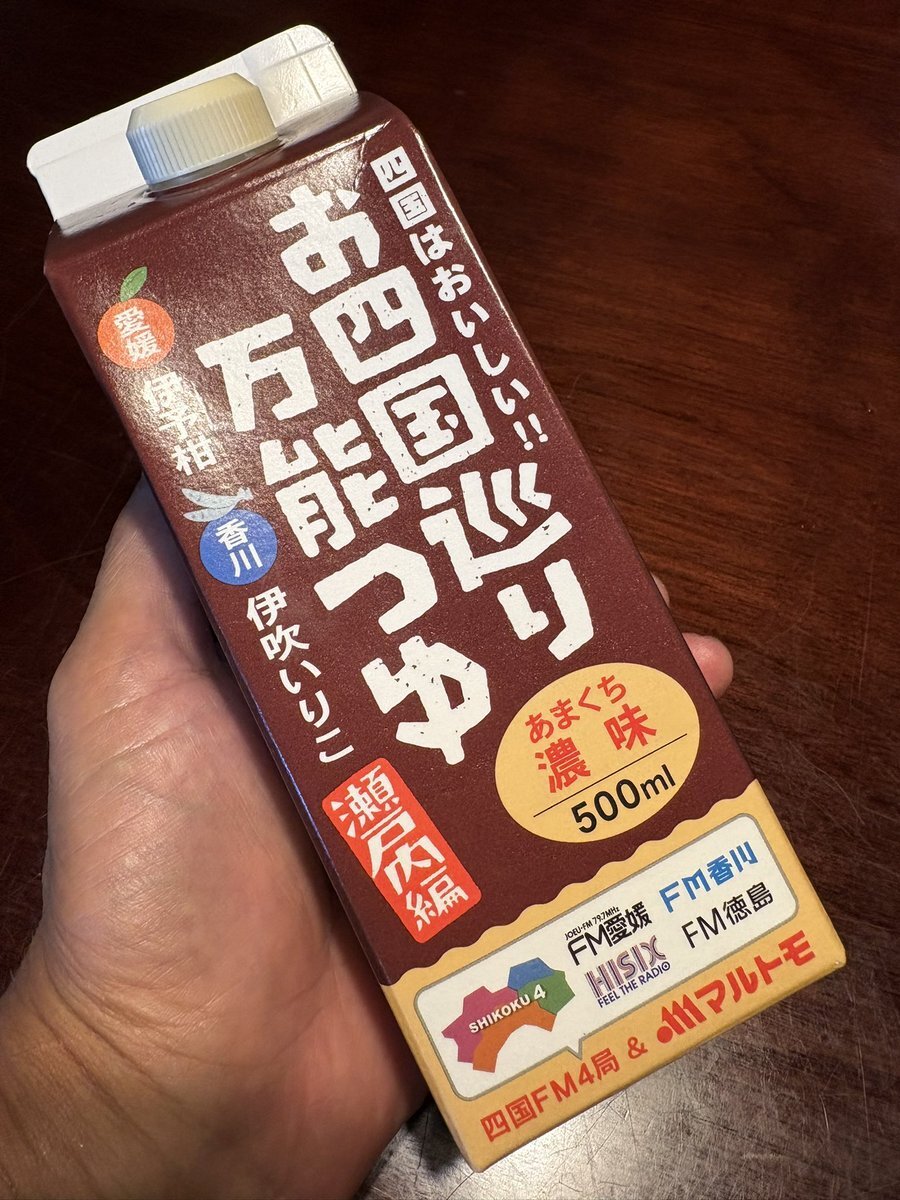 四国はおいしい!!
お四国巡り
万能つゆ
愛媛
伊予柑
香川
伊吹いりこ
瀬戸内編
あまくち
濃味
500ml
SHIKOKU 4
JOEU-FM 79.7MHz
FM愛媛
FM香川
HISIX
FEEL THE RADIO
FM徳島
四国FM4局 & マルトモ